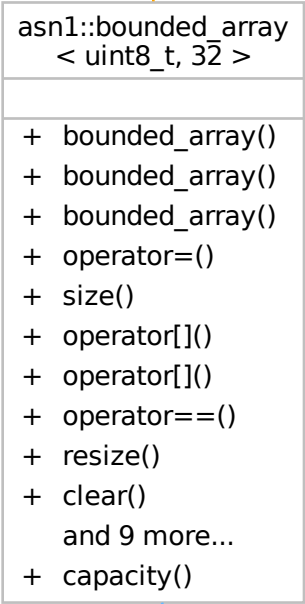 asn1::bounded_array
< uint8_t, 32 >
+ bounded_array()
+ bounded_array()
+ bounded_array()
+ operator=()
+ size()
+ operator[]()
+ operator[]()
+ operator==()
+ resize()
+ clear()
and 9 more...
+ capacity()